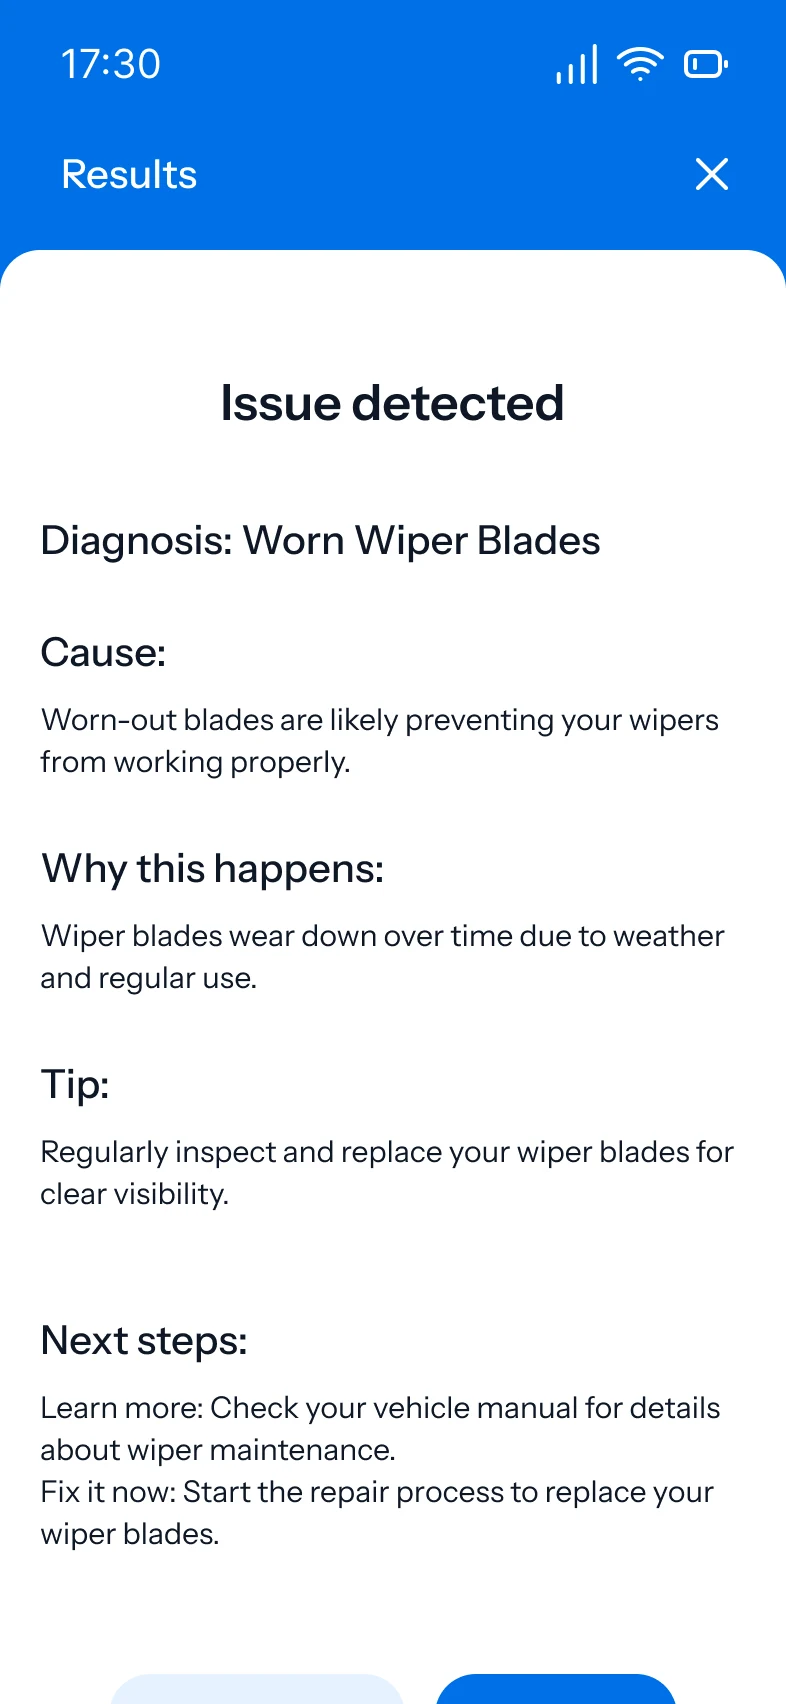 17:30
Results
Issue detected
Diagnosis: Worn Wiper Blades
Cause:
Worn-out blades are likely preventing your wipers
from working properly.
Why this happens:
Wiper blades wear down over time due to weather
and regular use.
Tip:
Regularly inspect and replace your wiper blades for
clear visibility.
Next steps:
Learn more: Check your vehicle manual for details
about wiper maintenance.
Fix it now: Start the repair process to replace your
wiper blades.